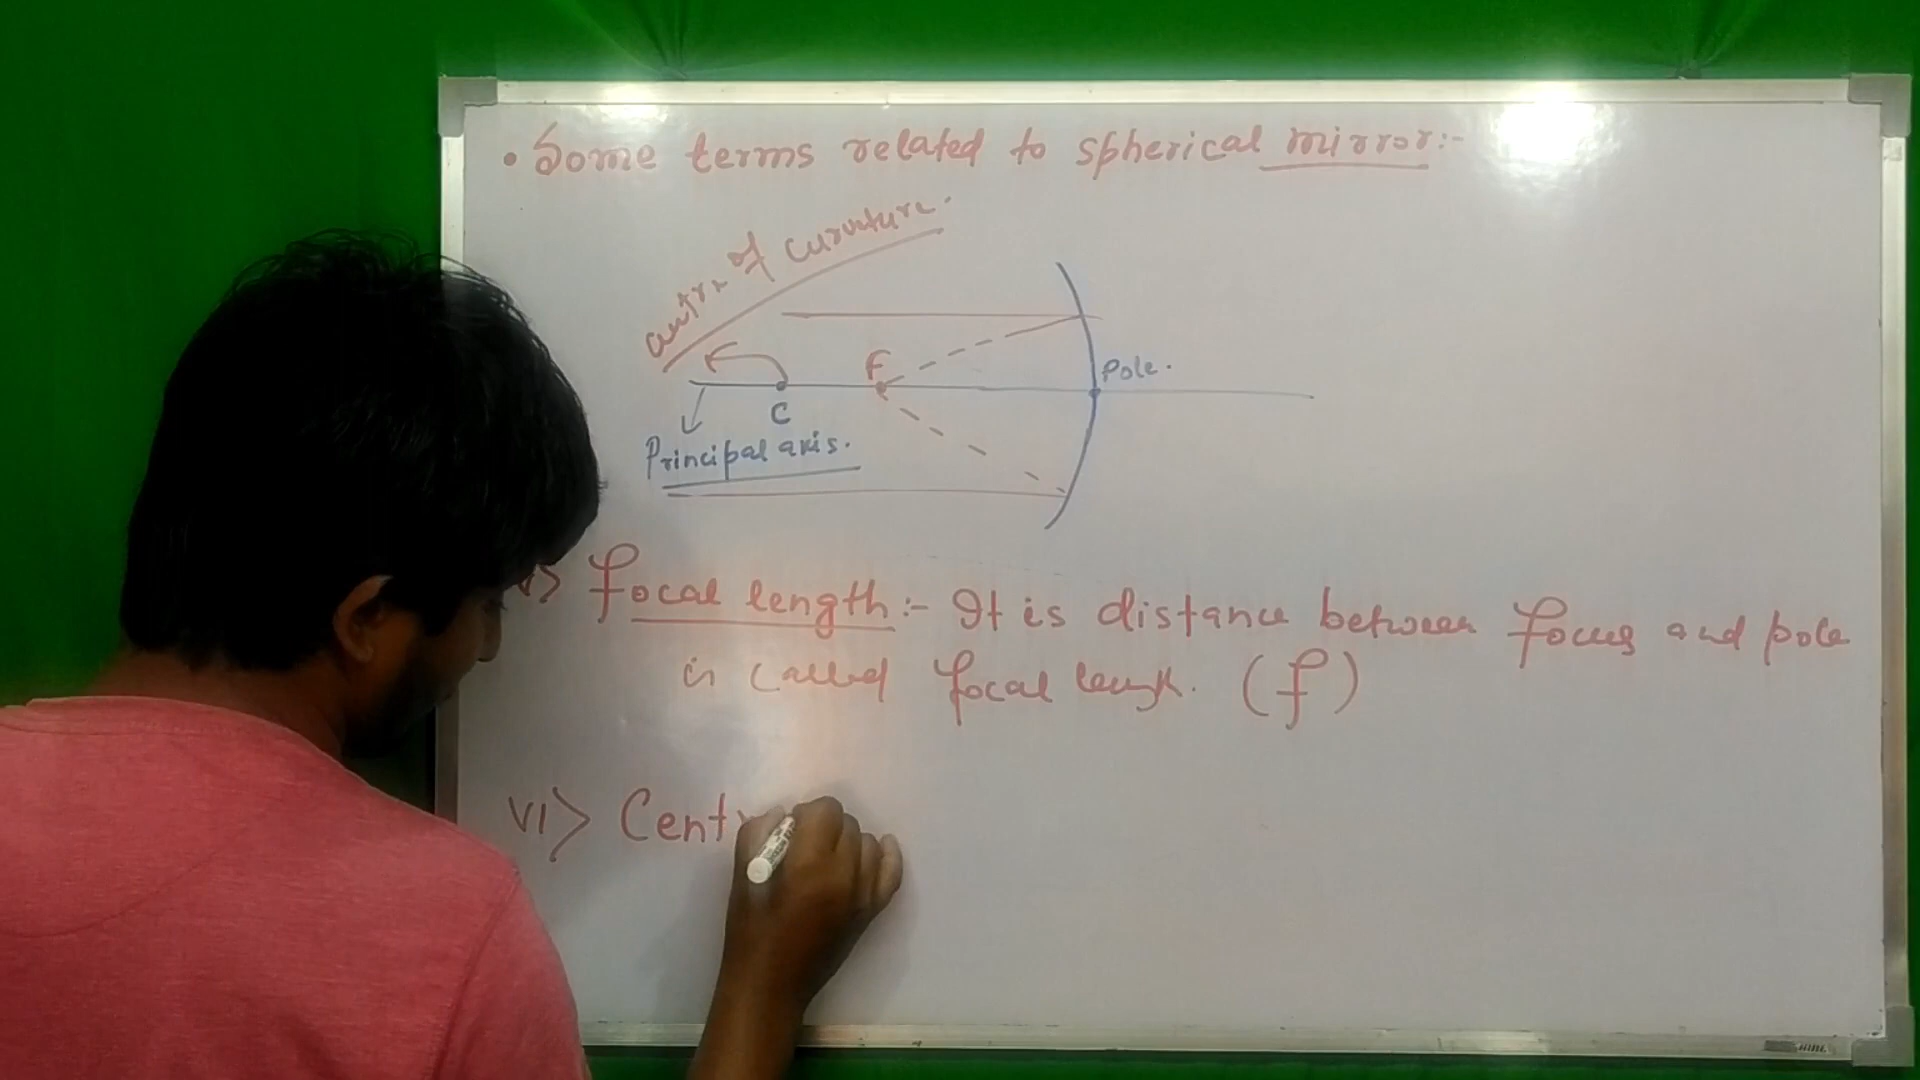 • Some terms related to spherical mirror:-
centre of curvature.
F
Pole.
C
Principal axis.
v> focal length:- It is distance between focus and pole
is called focal length. (f)
vi> Cent